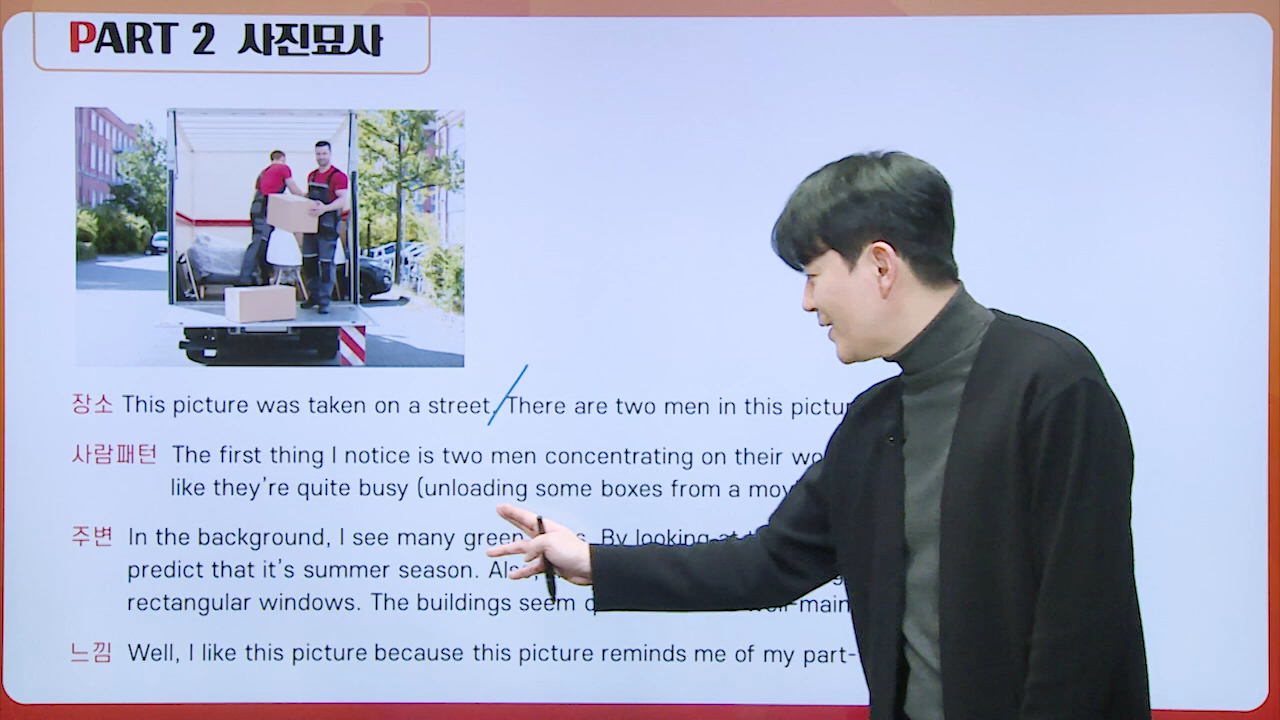 PART 2 사진묘사
장소 This picture was taken on a street. There are two men in this
사람패턴 The first thing I notice is two men concentrating on their
like they're quite busy (unloading some boxes from a
주변 In the background, I see many green By looking at
predict that it's summer season.
rectangular windows. The buildings seem
느낌 Well, I like this picture because this picture reminds me of my part-